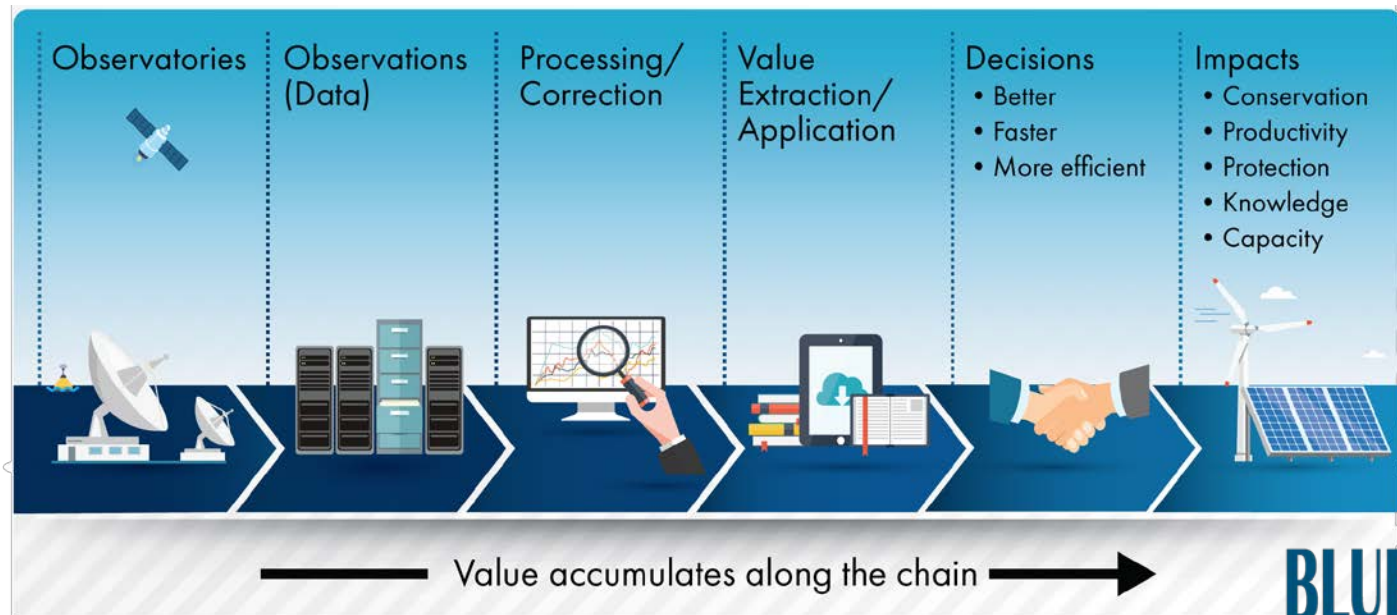 Observatories
Observations
(Data)
Processing/
Correction
Value
Extraction/
Application
Decisions
• Better
• Faster
• More efficient
Impacts
• Conservation
• Productivity
• Protection
• Knowledge
• Capacity
Value accumulates along the chain